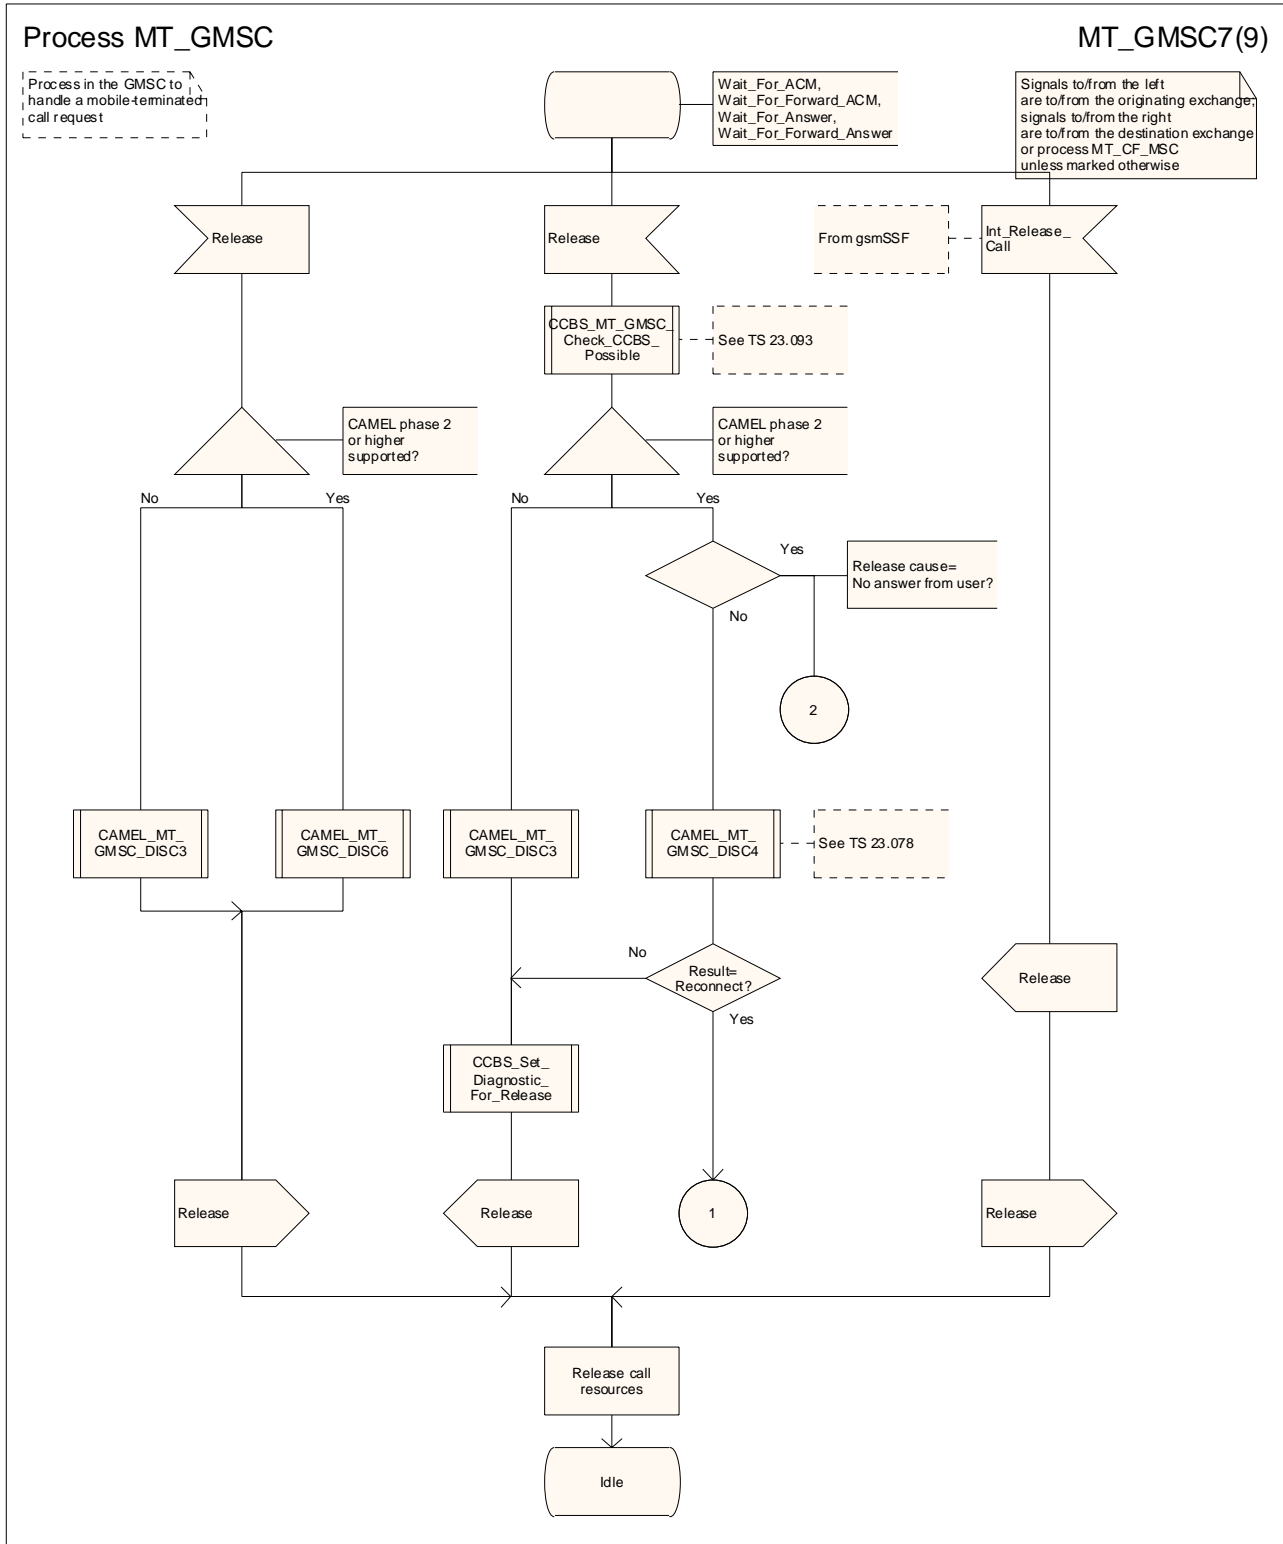 Process MT_GMSC
MT_GMSC7(9)
Process in the GMSC to
handle a mobile-terminated
call request
Wait_For_ACM,
Wait_For_Forward_ACM,
Wait_For_Answer,
Wait_For_Forward_Answer
Signals to/from the left
are to/from the originating exchange;
signals to/from the right
are to/from the destination exchange
or process MT_CF_MSC
unless marked otherwise
Release
Release
From gsmSSF
Int_Release_
Call
CCBS_MT_GMSC_
Check_CCBS_
Possible
See TS 23.093
CAMEL phase 2
or higher
supported?
CAMEL phase 2
or higher
supported?
No
Yes
No
Yes
Yes
Release cause=
No answer from user?
No
2
CAMEL_MT_
GMSC_DISC3
CAMEL_MT_
GMSC_DISC6
CAMEL_MT_
GMSC_DISC3
CAMEL_MT_
GMSC_DISC4
See TS 23.078
No
Result=
Reconnect?
Yes
Release
CCBS_Set_
Diagnostic_
For_Release
Release
Release
1
Release
Release call
resources
Idle